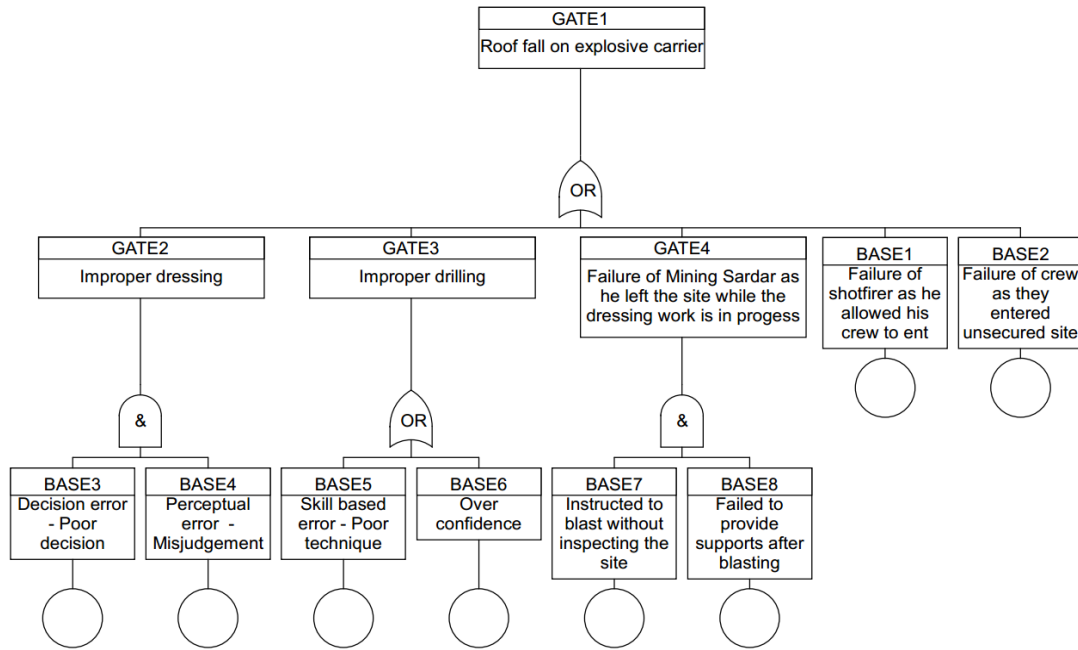 GATE1
Roof fall on explosive carrier
OR
GATE2
Improper dressing
GATE3
Improper drilling
GATE4
Failure of Mining Sardar as
he left the site while the
dressing work is in progess
BASE1
Failure of
shotfirer as he
allowed his
crew to ent
BASE2
Failure of crew
as they
entered
unsecured site
&
OR
&
BASE3
Decision error
- Poor
decision
BASE4
Perceptual
error -
Misjudgement
BASE5
Skill based
error - Poor
technique
BASE6
Over
confidence
BASE7
Instructed to
blast without
inspecting the
site
BASE8
Failed to
provide
supports after
blasting